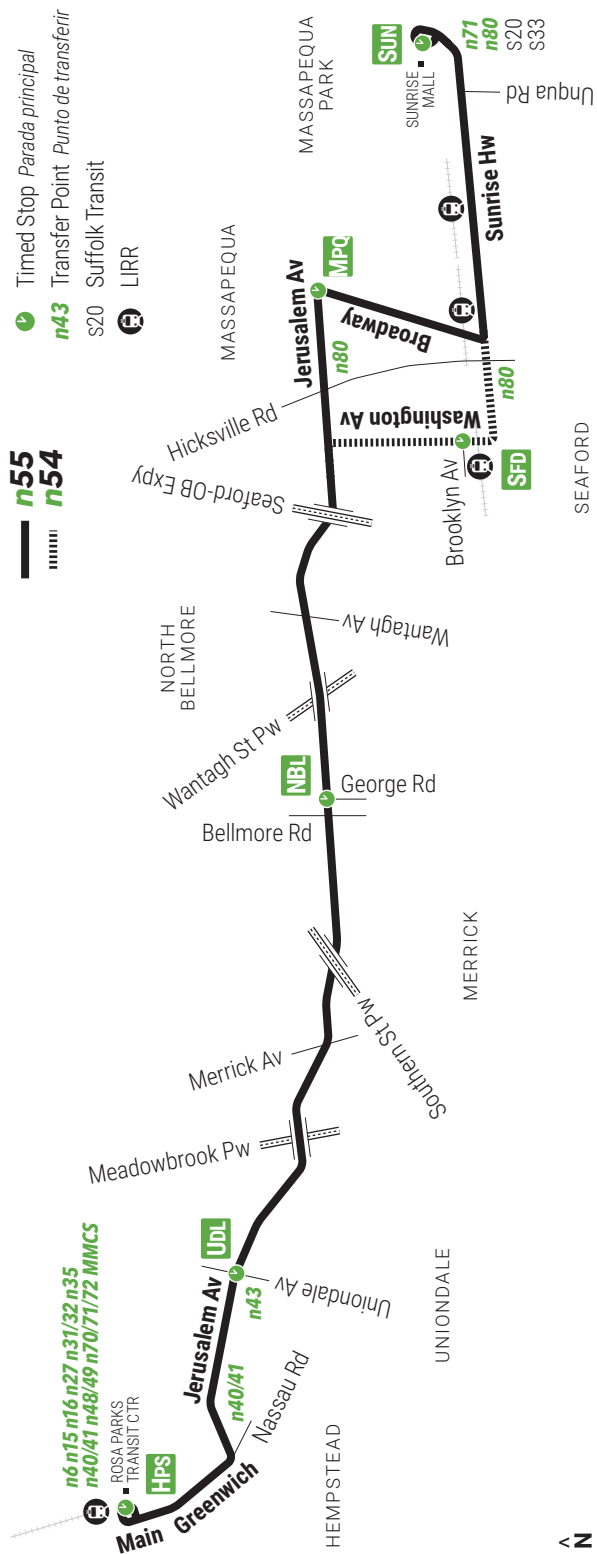 n55
n54
Timed Stop Parada principal
n43 Transfer Point Punto de transferir
S20 Suffolk Transit
LIRR
n6 n15 n16 n27 n31/32 n35
n40/41 n48/49 n70/71/72 MMCS
ROSA PARKS
TRANSIT CTR
HPS
Main
Greenwich
HEMPSTEAD
Nassau Rd
n40/41
Jerusalem Av
UDL
n43
Uniondale Av
UNIONDALE
Meadowbrook Pw
Merrick Av
Southern St Pw
MERRICK
Bellmore Rd
NBL
George Rd
Wantagh St Pw
NORTH
BELLMORE
Wantagh Av
Seaford-OB Expy
Hicksville Rd
Jerusalem Av
n80
MPQ
Broadway
Washington Av
Brooklyn Av
SFD
n80
SEAFORD
MASSAPEQUA
MASSAPEQUA
PARK
Sunrise Hw
SUN
SUNRISE
MALL
n71
n80
S20
S33
Unqua Rd
N